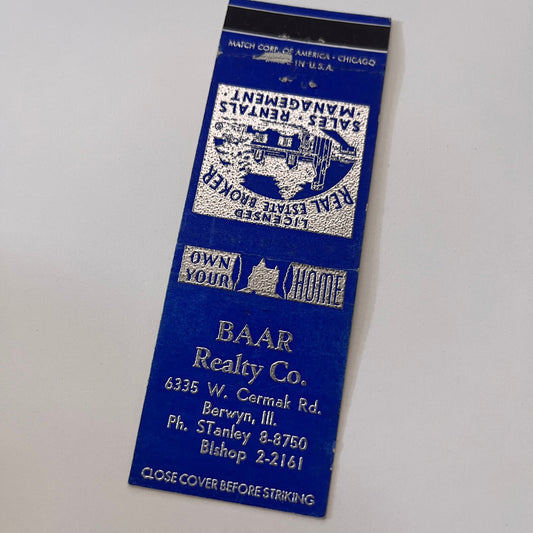 MATCH CORP. OF AMERICA • CHICAGO
IN U.S.A.
LICENSED
REAL ESTATE BROKER
SALES • RENTALS
MANAGEMENT •
OWN
YOUR
HOME
BAAR
Realty Co.
6335 W. Cermak Rd.
Berwyn, Ill.
Ph. STanley 8-8750
BIshop 2-2161
CLOSE COVER BEFORE STRIKING